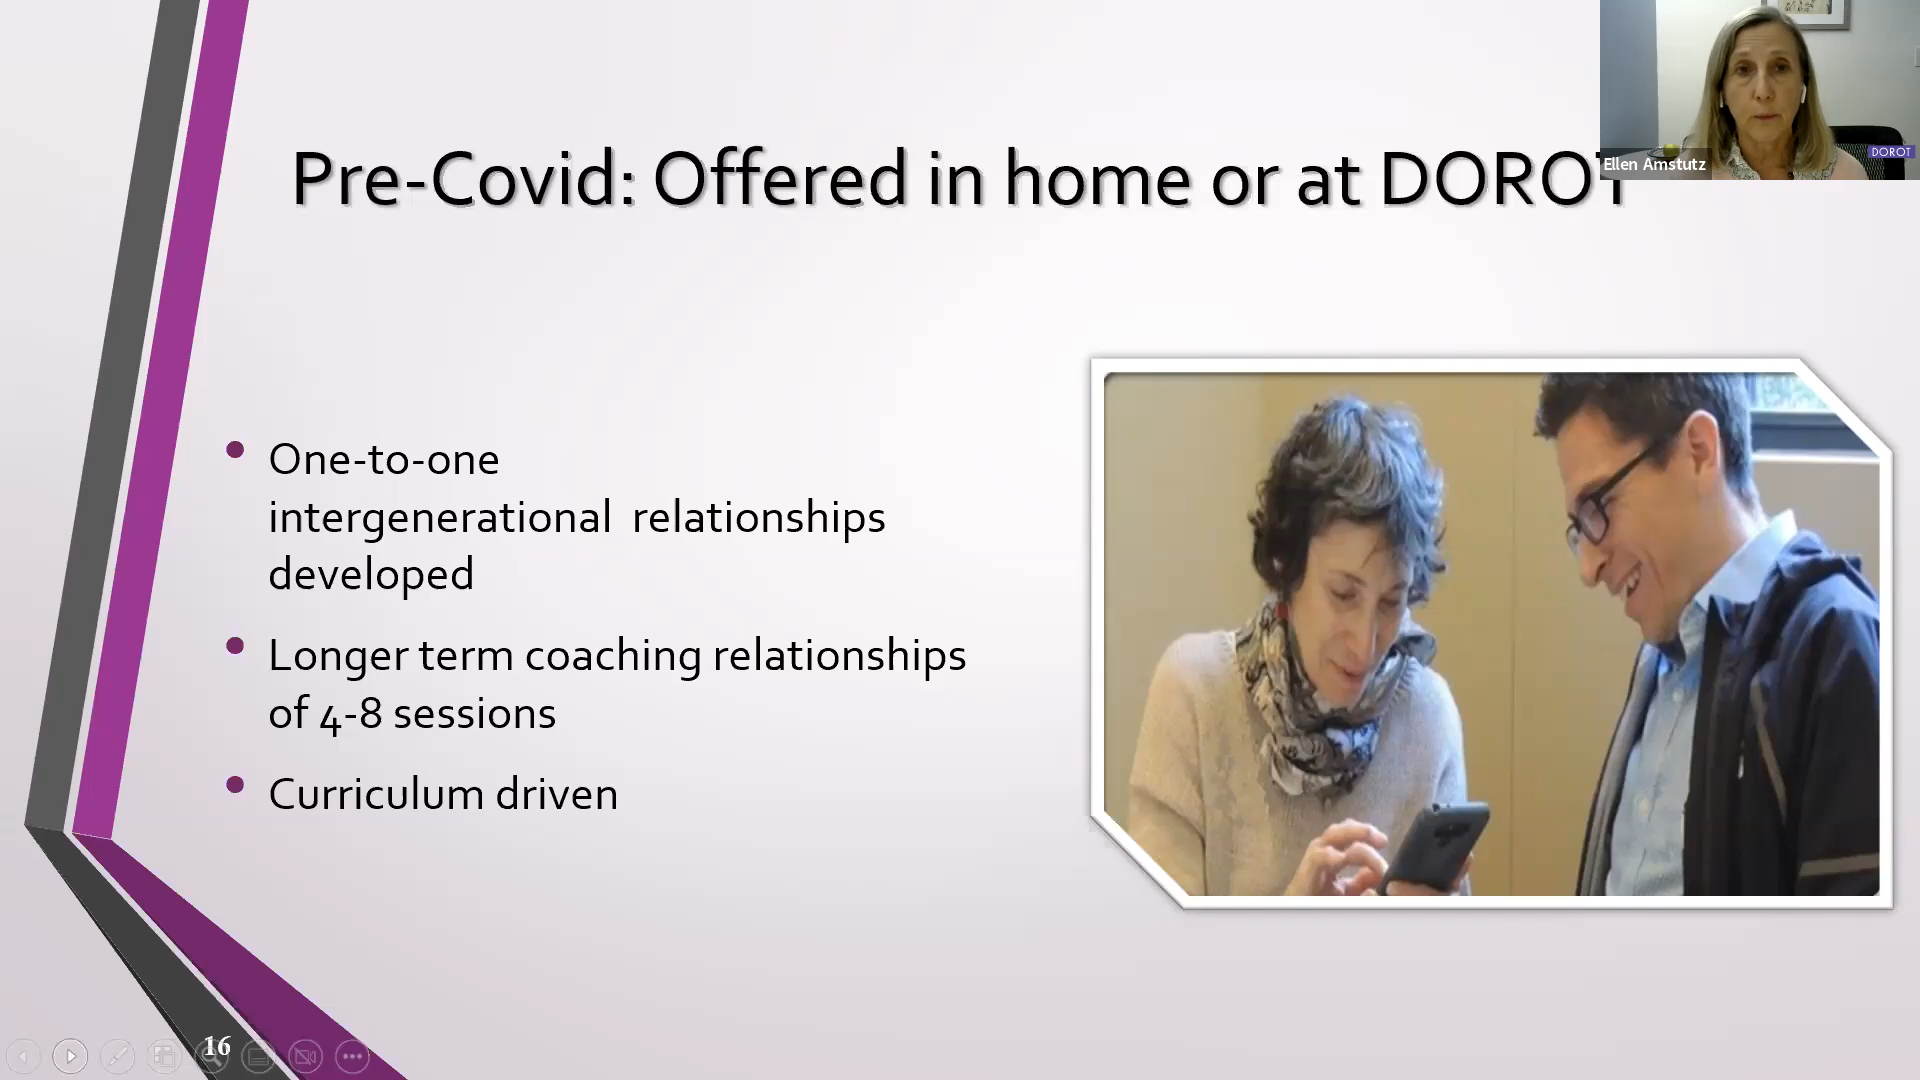 Pre-Covid: Offered in home or at DOROT
Ellen Amstutz
DOROT
One-to-one
intergenerational relationships
developed
Longer term coaching relationships
of 4-8 sessions
Curriculum driven
16